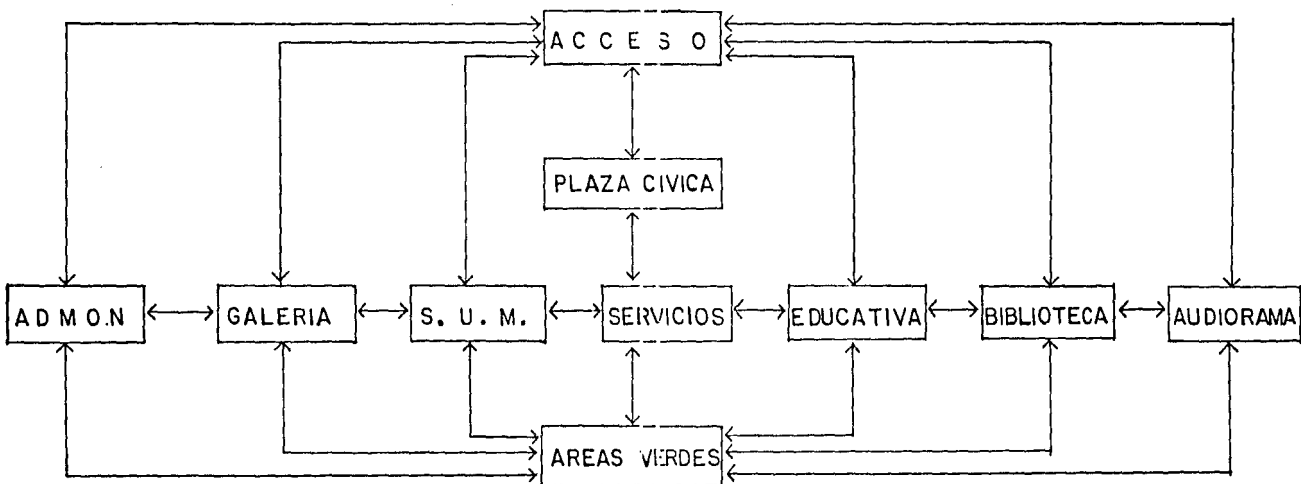 ACCESO
PLAZA CIVICA
ADMON
GALERIA
S. U. M.
SERVICIOS
EDUCATIVA
BIBLIOTECA
AUDIORAMA
AREAS VERDES